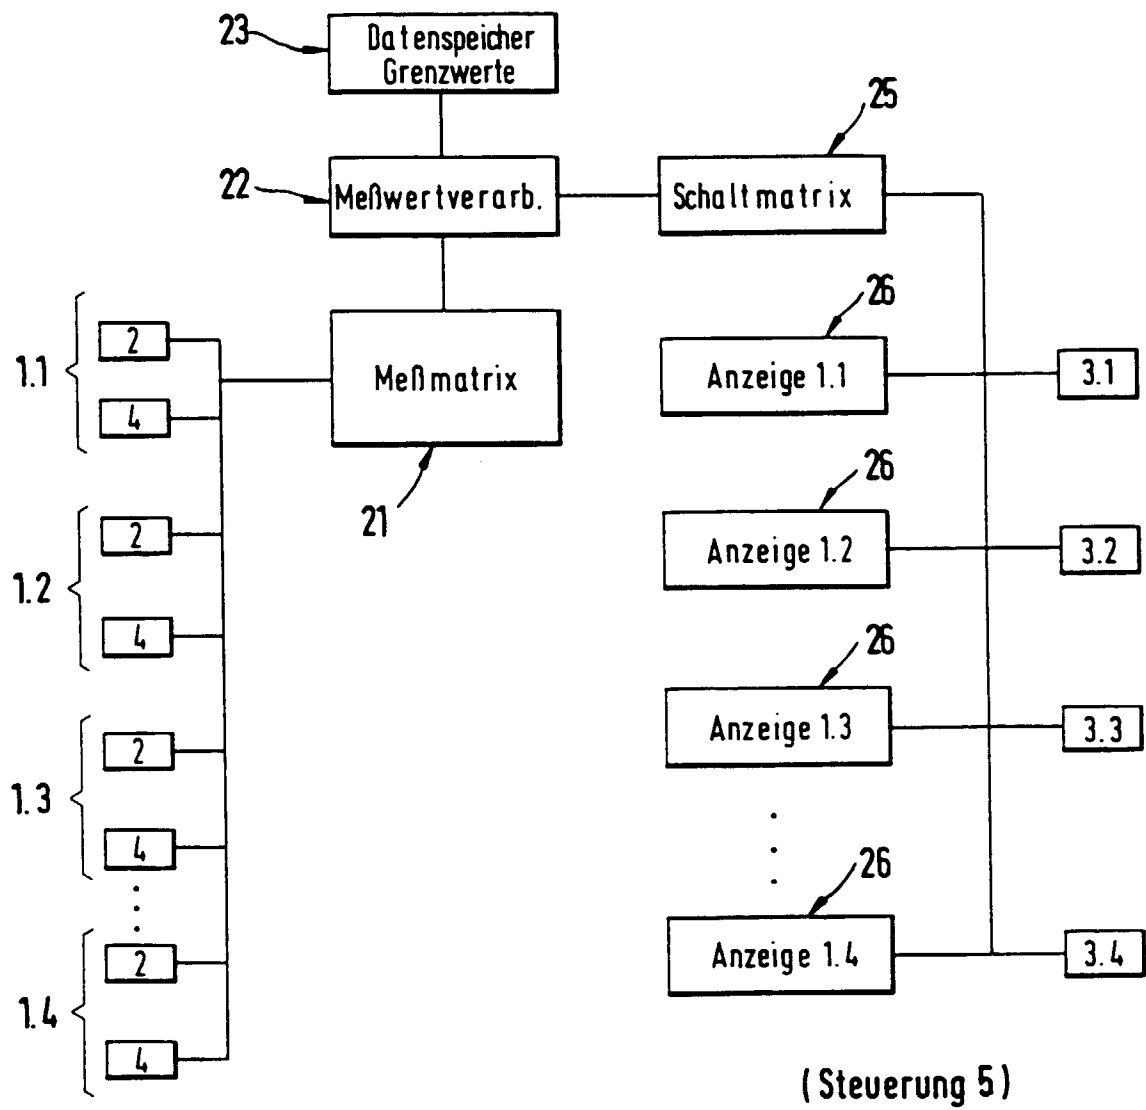 23
Datenspeicher
Grenzwerte
25
22
Meßwertverarb.
Schaltmatrix
26
1.1
2
4
Meßmatrix
Anzeige 1.1
3.1
21
26
1.2
2
4
Anzeige 1.2
3.2
26
1.3
2
4
Anzeige 1.3
3.3
26
1.4
2
4
Anzeige 1.4
3.4
(Steuerung 5)